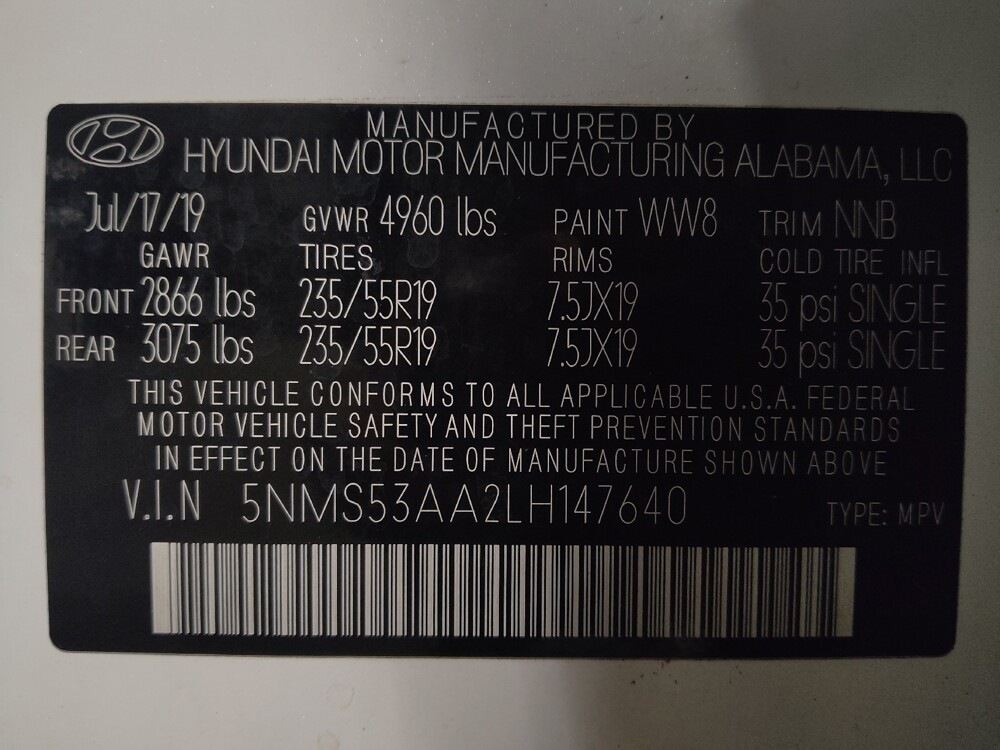 MANUFACTURED BY
HYUNDAI MOTOR MANUFACTURING ALABAMA, LLC
Jul/17/19 GVWR 4960 lbs PAINT WW8 TRIM NNB
GAWR TIRES RIMS COLD TIRE INFL
FRONT 2866 lbs 235/55R19 7.5JX19 35 psi SINGLE
REAR 3075 lbs 235/55R19 7.5JX19 35 psi SINGLE
THIS VEHICLE CONFORMS TO ALL APPLICABLE U.S.A. FEDERAL
MOTOR VEHICLE SAFETY AND THEFT PREVENTION STANDARDS
IN EFFECT ON THE DATE OF MANUFACTURE SHOWN ABOVE
V.I.N 5NMS53AA2LH147640 TYPE: MPV